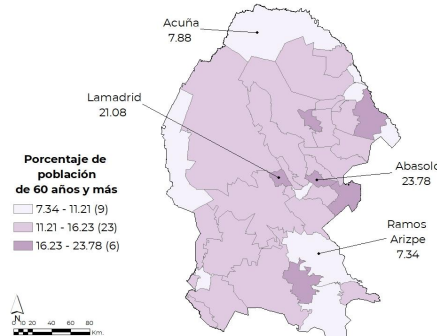 Acuña
7.88
Lamadrid
21.08
Porcentaje de
población
de 60 años y más
7.34 - 11.21 (9)
11.21 - 16.23 (23)
16.23 - 23.78 (6)
Abasolo
23.78
Ramos
Arizpe
7.34
N
0 10 20 40 60 80
Km.